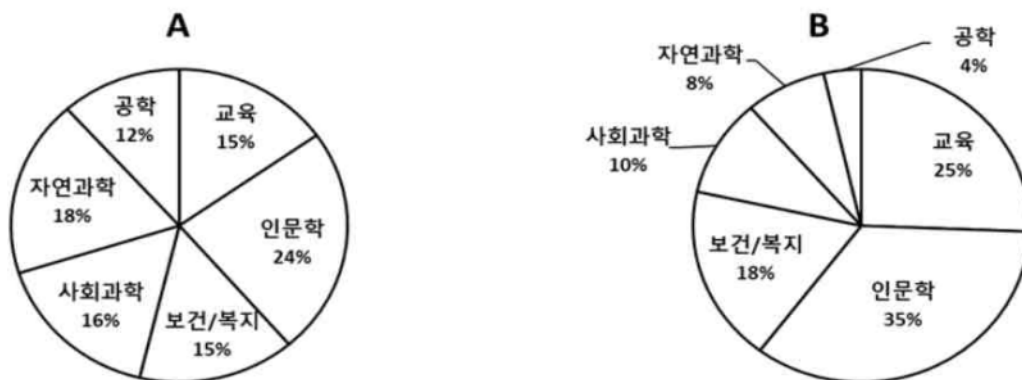 A
공학
12%
교육
15%
자연과학
18%
인문학
24%
사회과학
16%
보건/복지
15%
B
자연과학
8%
공학
4%
사회과학
10%
교육
25%
보건/복지
18%
인문학
35%